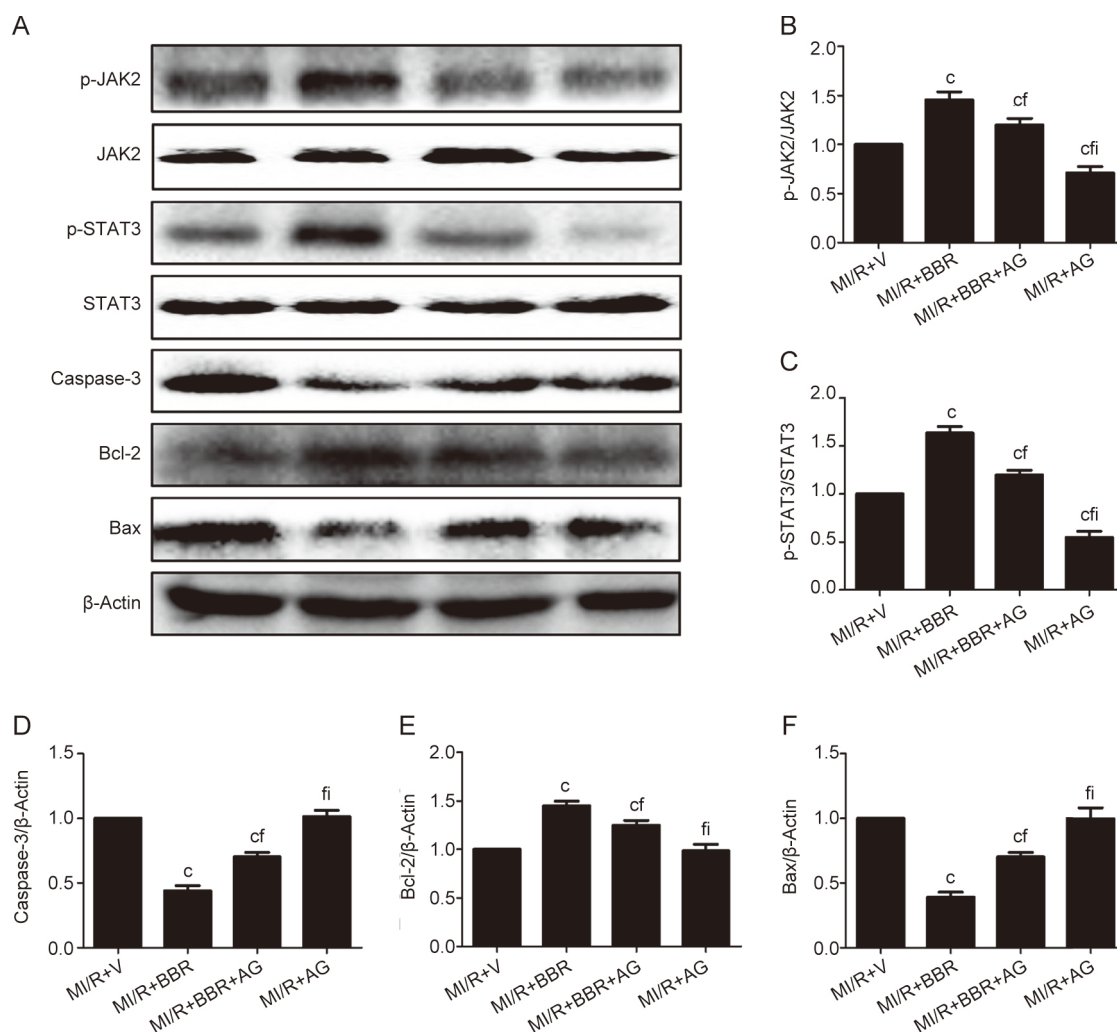 A
p-JAK2
JAK2
p-STAT3
STAT3
Caspase-3
Bcl-2
Bax
β-Actin
B
p-JAK2/JAK2
2.0
1.5
1.0
0.5
0.0
c
cf
cfi
MI/R+V
MI/R+BBR
MI/R+BBR+AG
MI/R+AG
C
p-STAT3/STAT3
2.0
1.5
1.0
0.5
0.0
c
cf
cfi
MI/R+V
MI/R+BBR
MI/R+BBR+AG
MI/R+AG
D
Caspase-3/β-Actin
1.5
1.0
0.5
0.0
c
cf
fi
MI/R+V
MI/R+BBR
MI/R+BBR+AG
MI/R+AG
E
Bcl-2/β-Actin
2.0
1.5
1.0
0.5
0.0
c
cf
fi
MI/R+V
MI/R+BBR
MI/R+BBR+AG
MI/R+AG
F
Bax/β-Actin
1.5
1.0
0.5
0.0
c
cf
fi
MI/R+V
MI/R+BBR
MI/R+BBR+AG
MI/R+AG